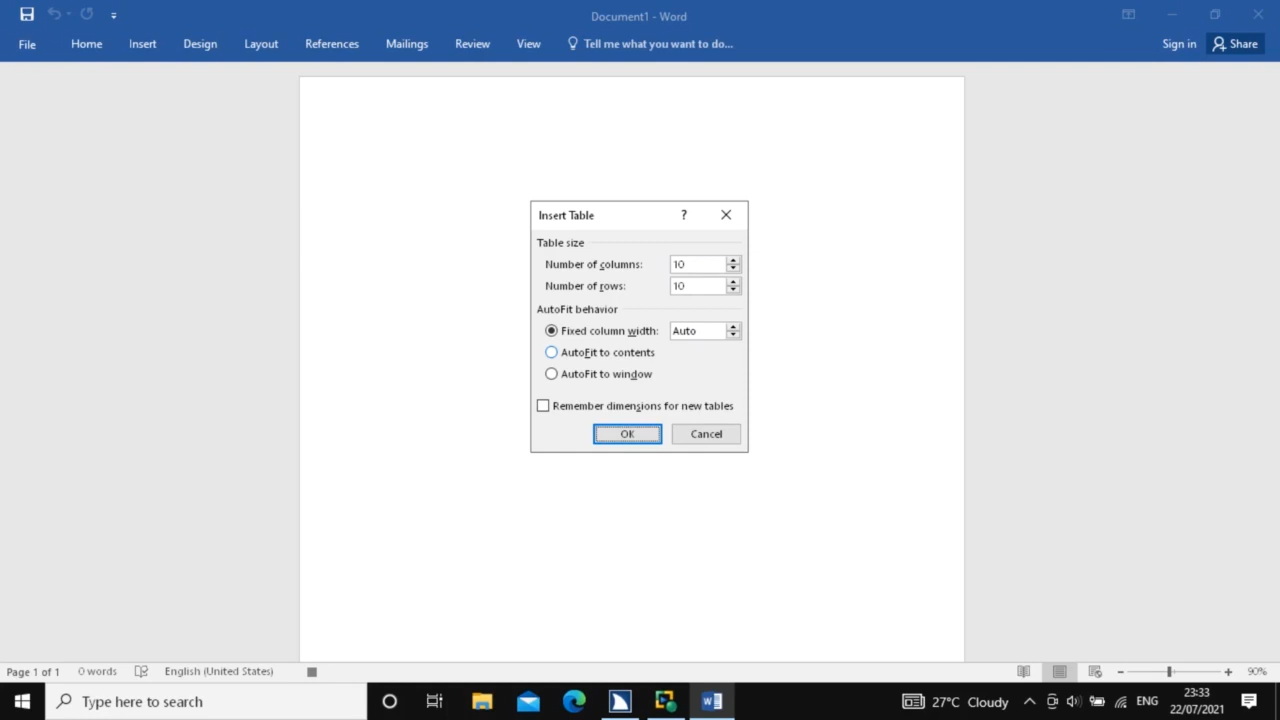 Document1 - Word
File Home Insert Design Layout References Mailings Review View Tell me what you want to do... Sign in Share
Insert Table ?
Table size
Number of columns: 10
Number of rows: 10
AutoFit behavior
Fixed column width: Auto
AutoFit to contents
AutoFit to window
Remember dimensions for new tables
OK Cancel
Page 1 of 1 0 words English (United States) 90%
Type here to search 27°C Cloudy ENG 23:33
22/07/2021